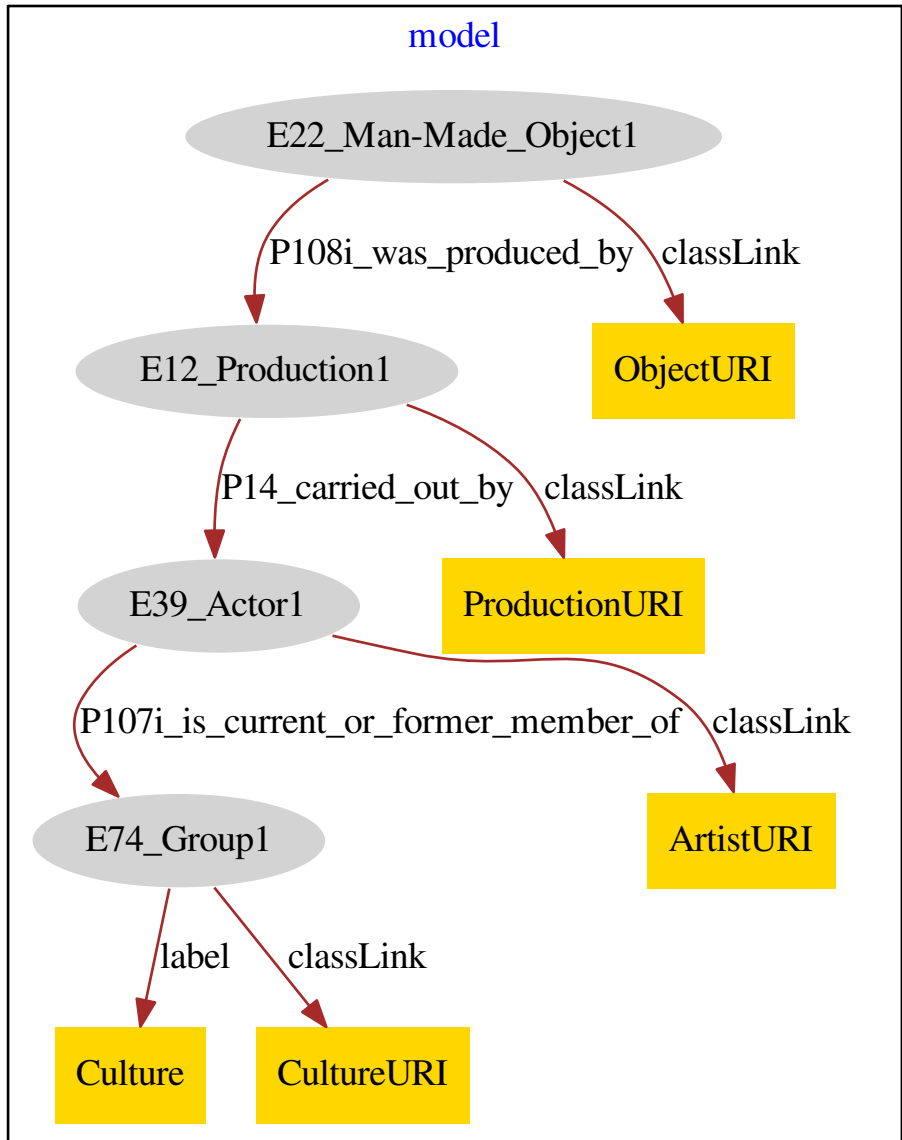 model
E22_Man-Made_Object1
P108i_was_produced_by
classLink
E12_Production1
ObjectURI
P14_carried_out_by
classLink
E39_Actor1
ProductionURI
P107i_is_current_or_former_member_of
classLink
E74_Group1
ArtistURI
label
classLink
Culture
CultureURI